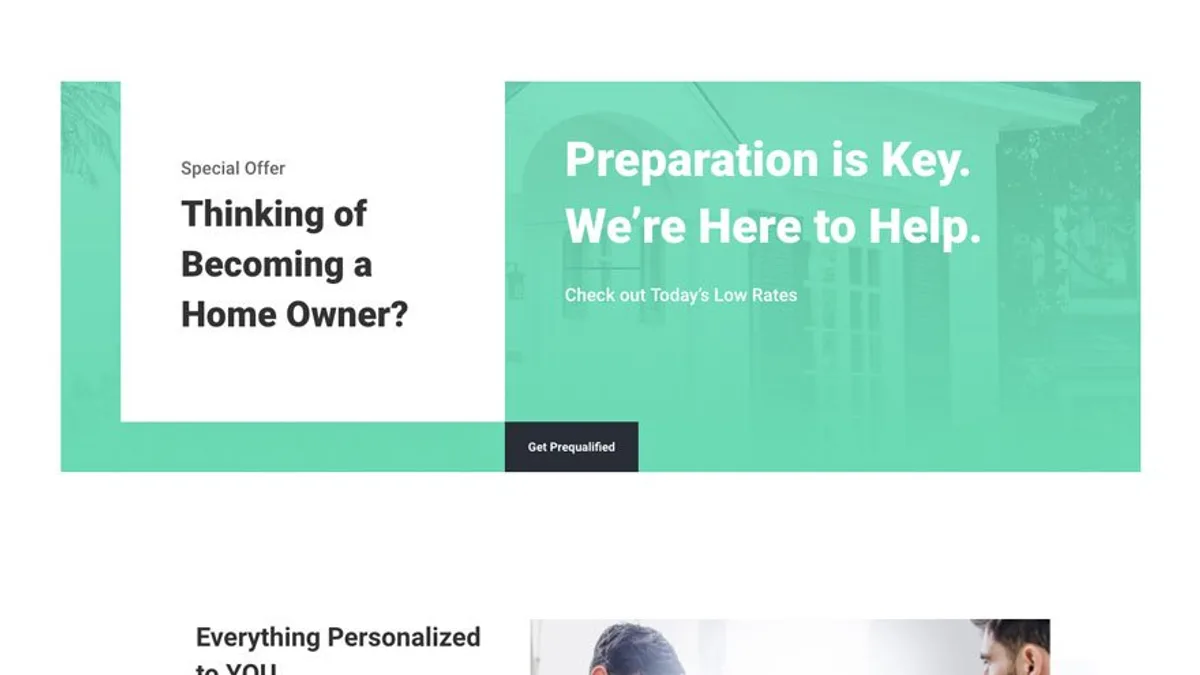 Special Offer
Thinking of
Becoming a
Home Owner?
Preparation is Key.
We’re Here to Help.
Check out Today’s Low Rates
Get Prequalified
Everything Personalized
to YOU